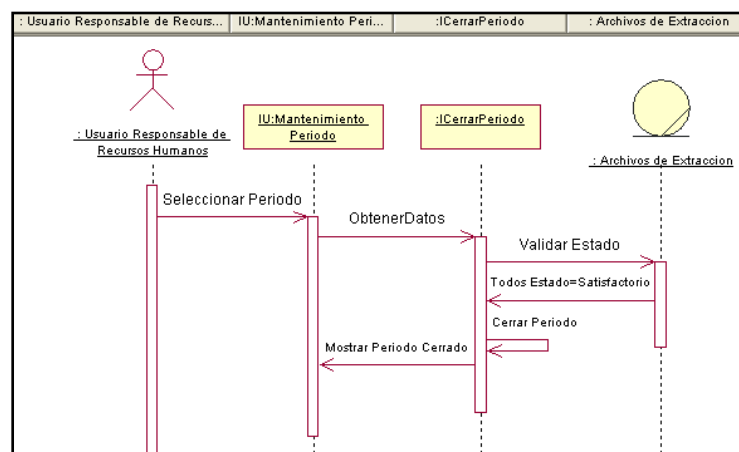 : Usuario Responsable de Recurs...
IU:Mantenimiento Peri...
:ICerrarPeriodo
: Archivos de Extraccion
: Usuario Responsable de
Recursos Humanos
IU:Mantenimiento
Periodo
:ICerrarPeriodo
: Archivos de Extraccion
Seleccionar Periodo
ObtenerDatos
Validar Estado
Todos Estado=Satisfactorio
Cerrar Periodo
Mostrar Periodo Cerrado